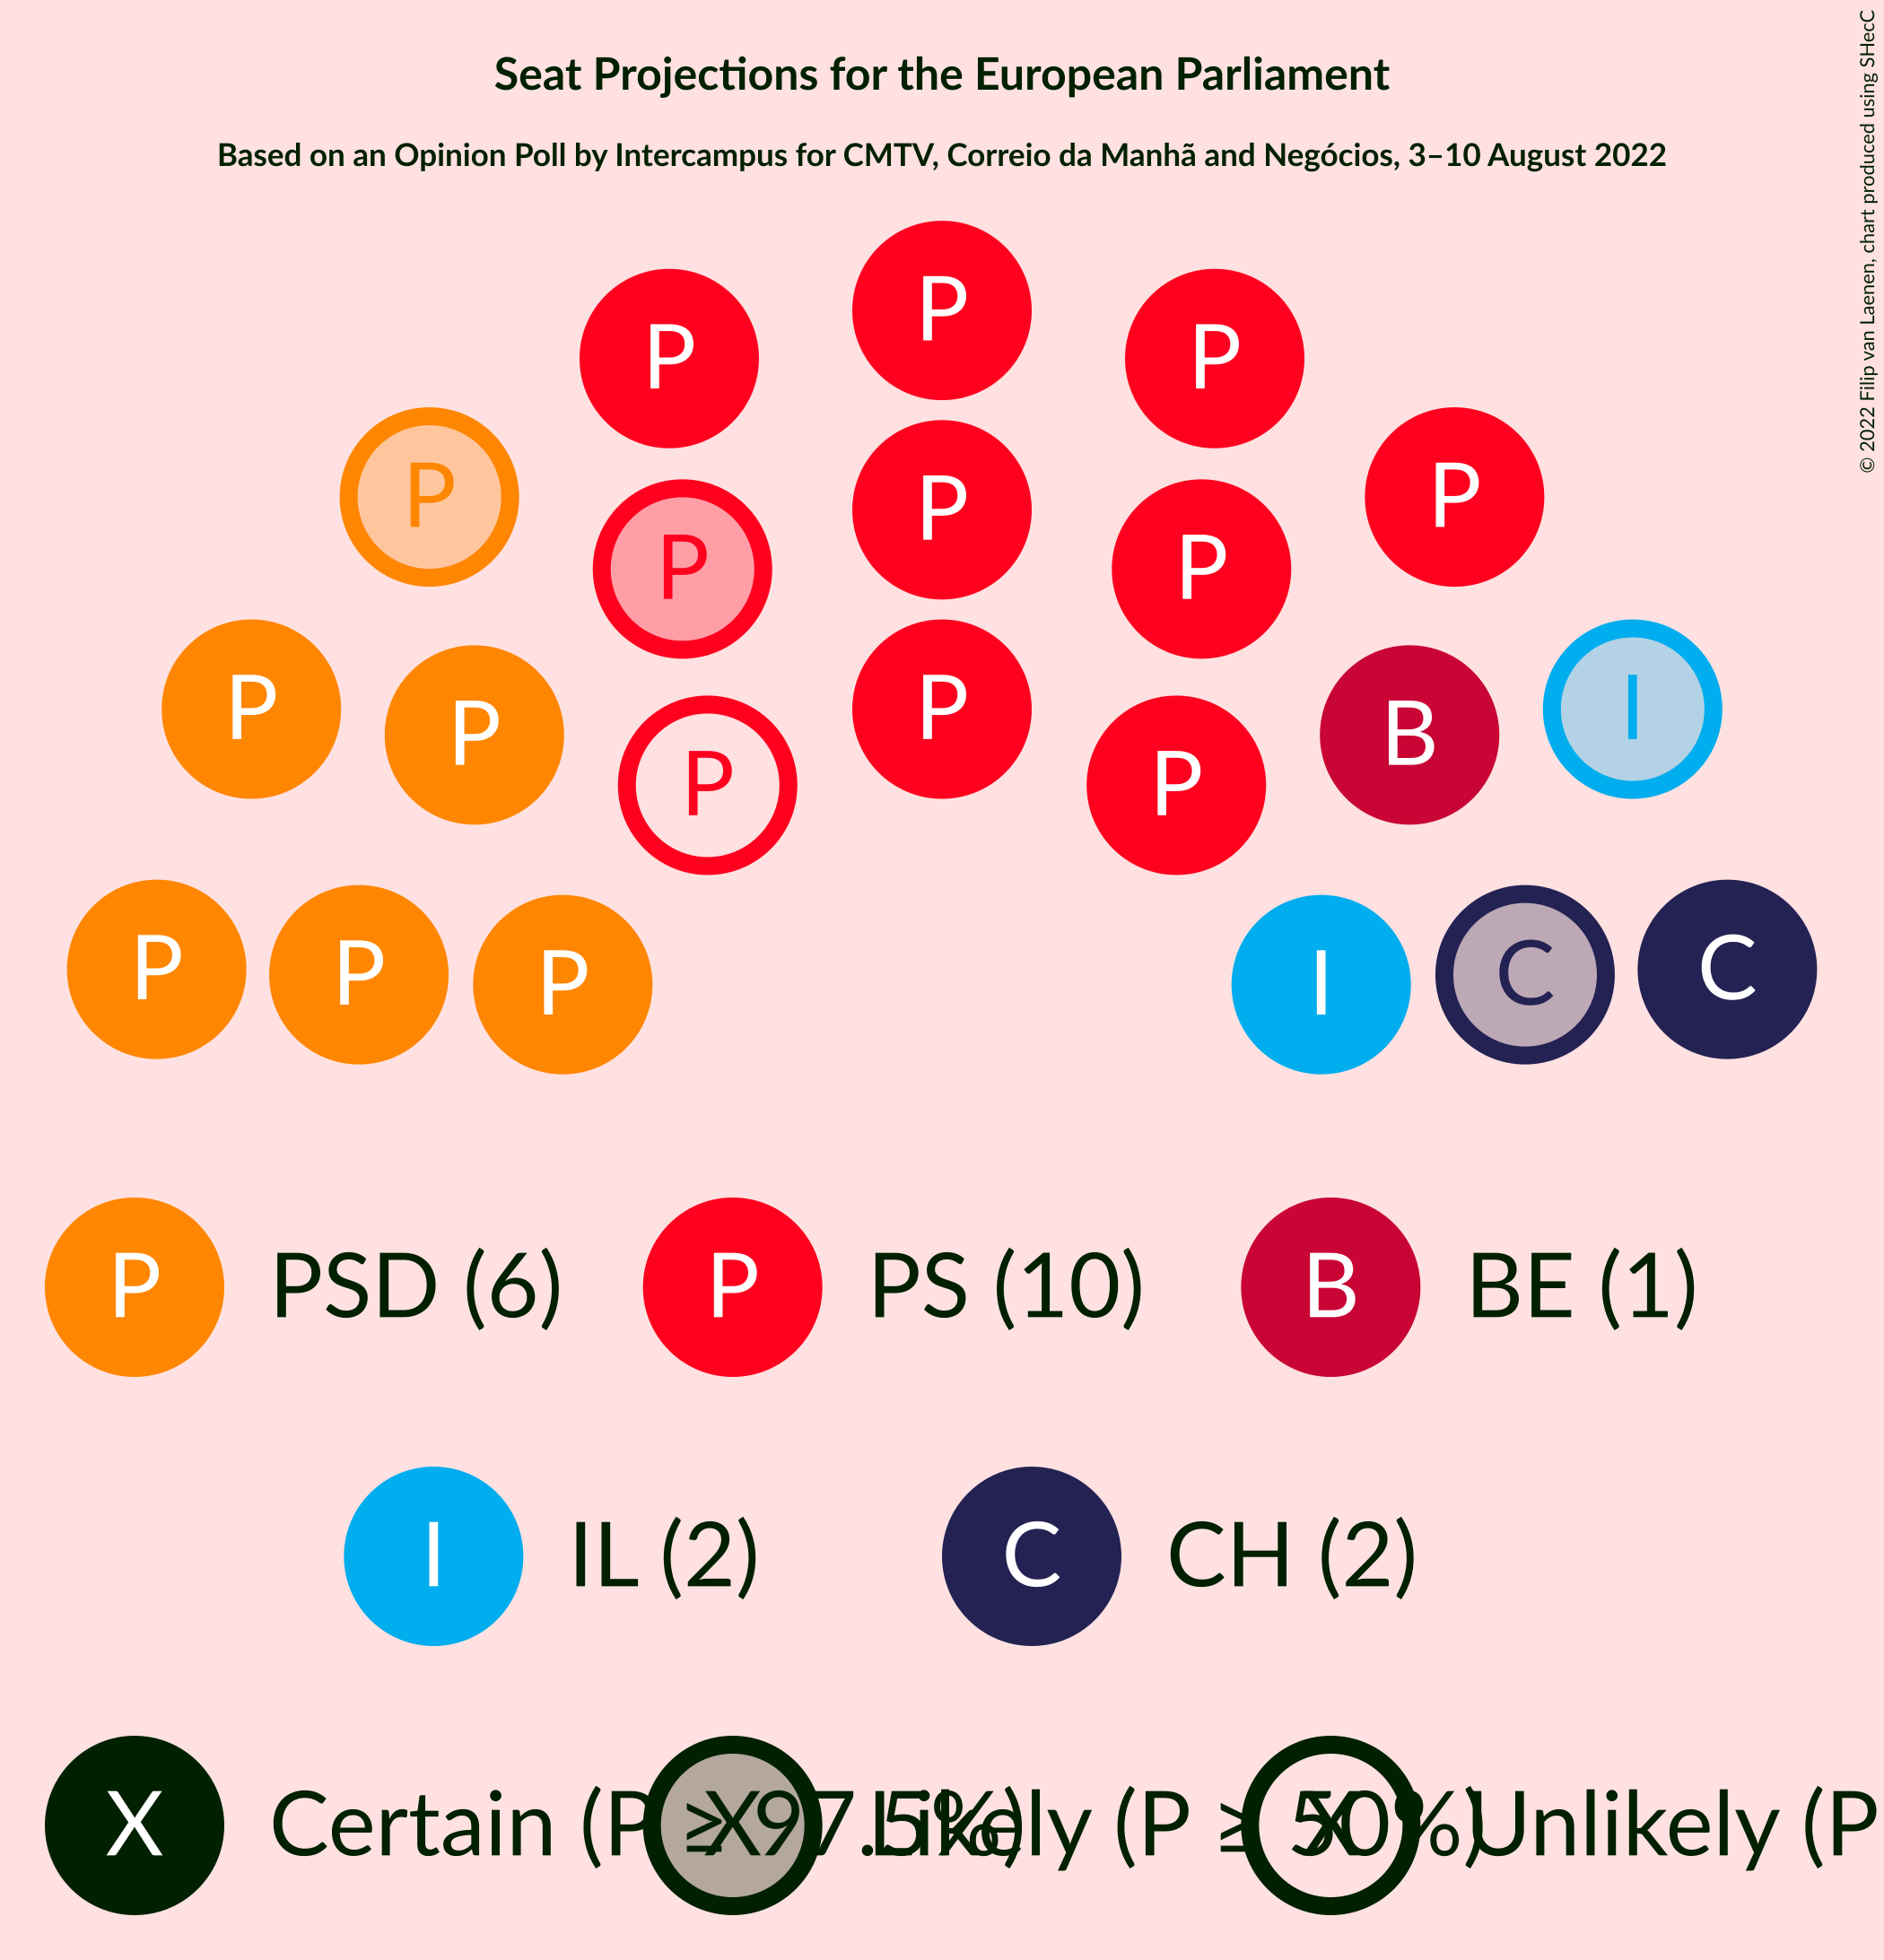 Seat Projections for the European Parliament
Based on an Opinion Poll by Intercampus for CMTV, Correio da Manhã and Negócios, 3–10 August 2022
© 2022 Filip van Laenen, chart produced using SHecC
P
P P
P P
P
P P
P I
P P
P B
P
P P
P C
P I C
P P
P PSD (6) P PS (10) B BE (1)
I IL (2) C CH (2)
X Certain (P ≥ 97.5%) X Likely (P ≥ 50%) X Unlikely (P